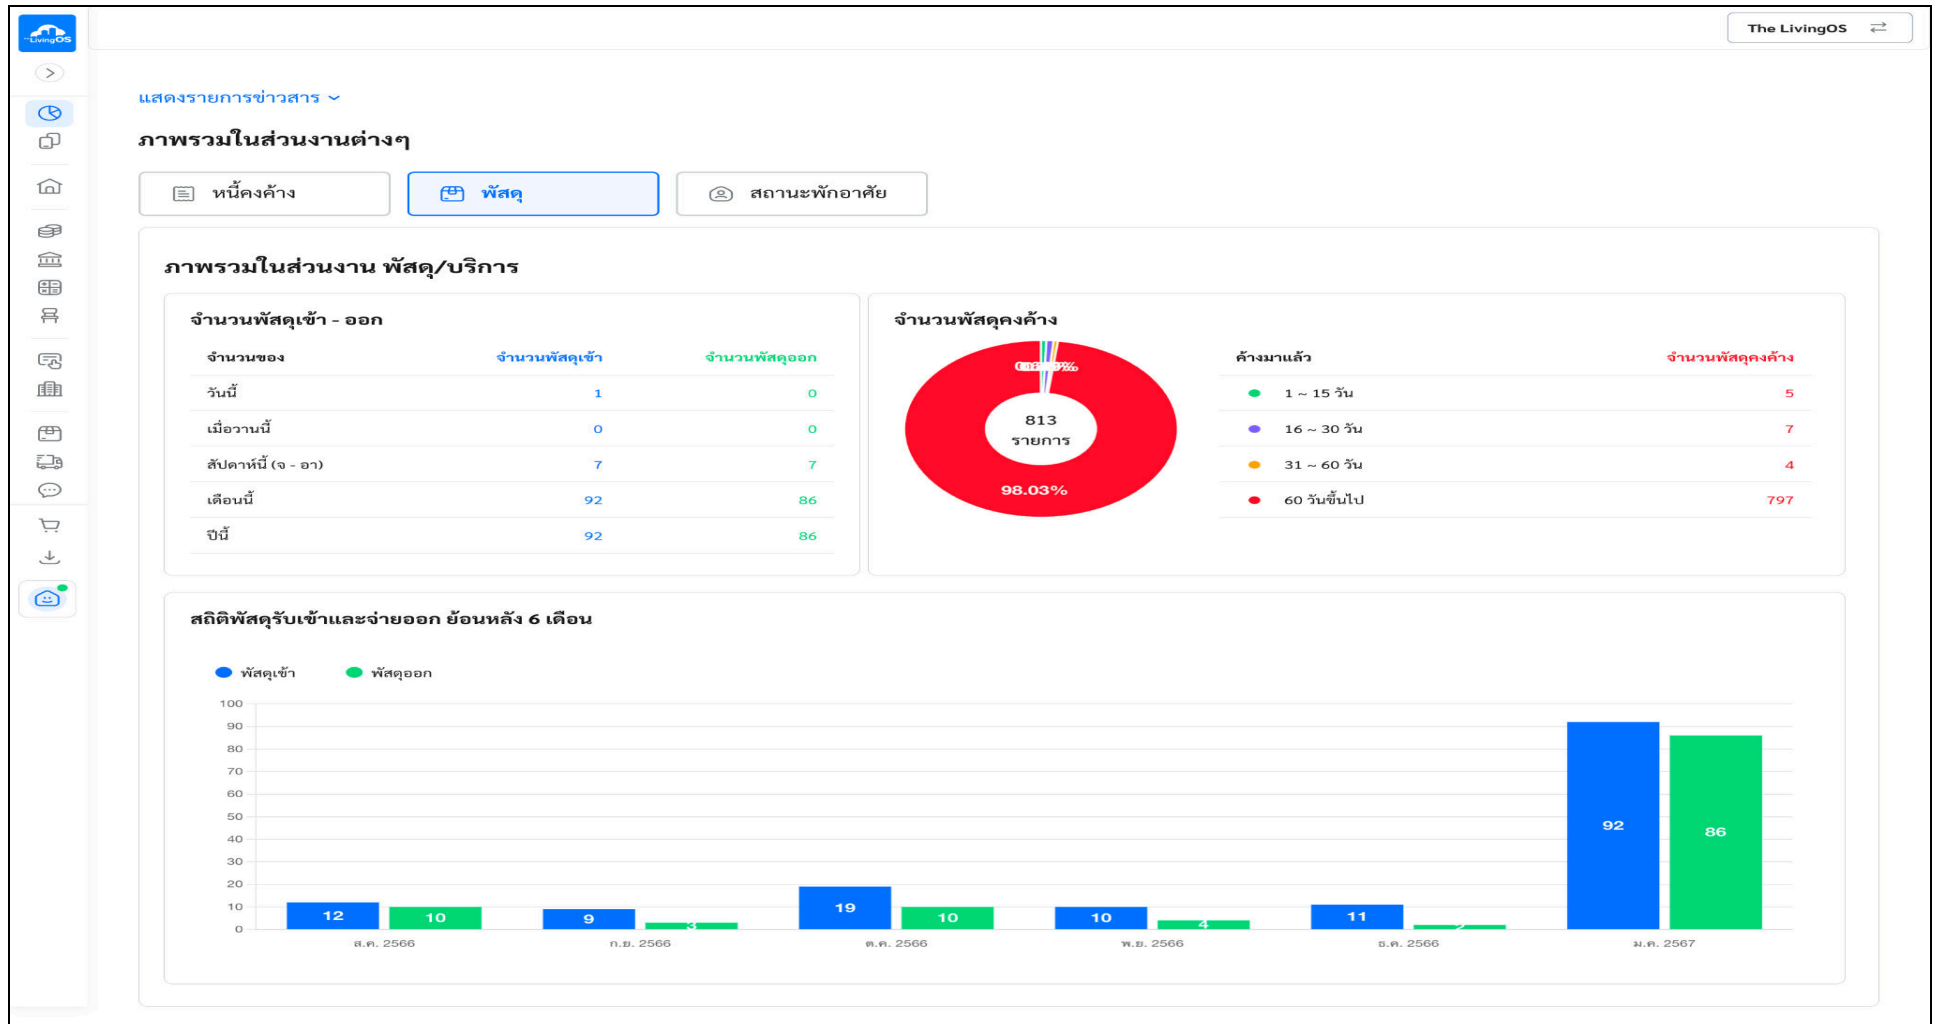 The LivingOS
LivingOS
แสดงรายการข่าวสาร
ภาพรวมในส่วนงานต่างๆ
หนี้คงค้าง พัสดุ สถานะพักอาศัย
ภาพรวมในส่วนงาน พัสดุ/บริการ
จำนวนพัสดุเข้า - ออก
จำนวนของ จำนวนพัสดุเข้า จำนวนพัสดุออก
วันนี้ 1 0
เมื่อวานนี้ 0 0
สัปดาห์นี้ (จ - อา) 7 7
เดือนนี้ 92 86
ปีนี้ 92 86
จำนวนพัสดุคงค้าง
813
รายการ
98.03%
ค้างมาแล้ว จำนวนพัสดุคงค้าง
1 ~ 15 วัน 5
16 ~ 30 วัน 7
31 ~ 60 วัน 4
60 วันขึ้นไป 797
สถิติพัสดุรับเข้าและจ่ายออก ย้อนหลัง 6 เดือน
พัสดุเข้า พัสดุออก
100
90
80
70
60
50
40
30
20
10
0
12 10 9 3 19 10 10 4 11 2 92 86
ส.ค. 2566 ก.ย. 2566 ต.ค. 2566 พ.ย. 2566 ธ.ค. 2566 ม.ค. 2567